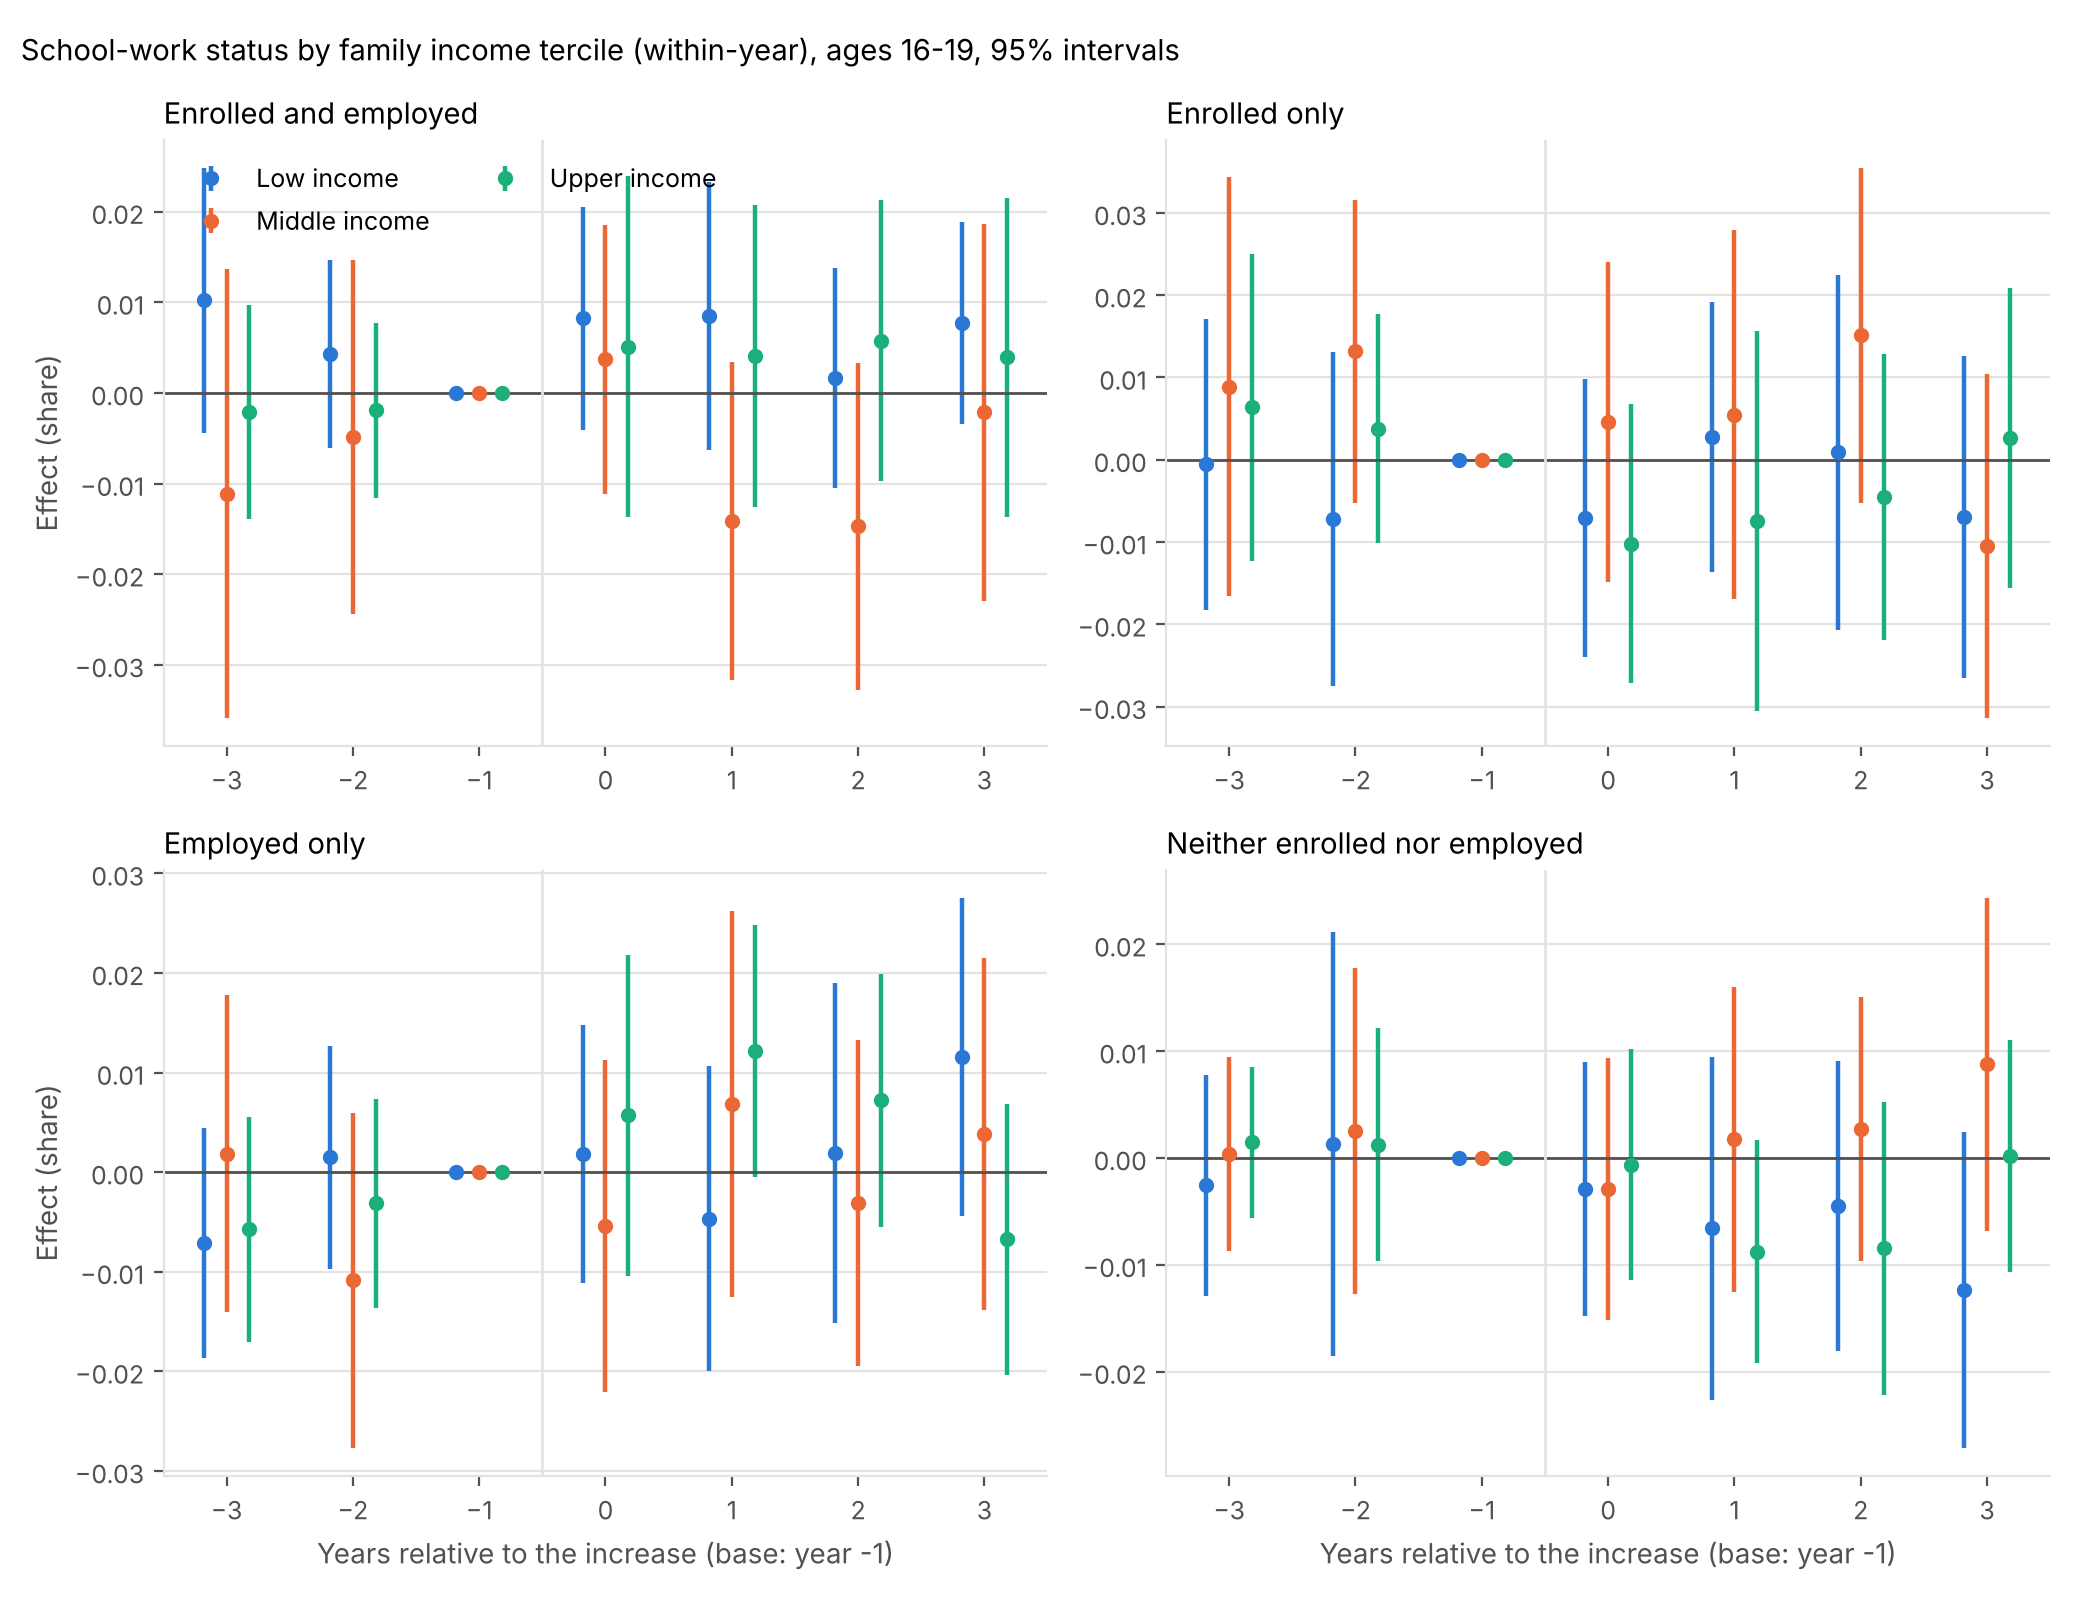 School-work status by family income tercile (within-year), ages 16-19, 95% intervals
Enrolled and employed
Low income
Upper income
Middle income
0.02
0.01
0.00
−0.01
−0.02
−0.03
Effect (share)
−3 −2 −1 0 1 2 3
Enrolled only
0.03
0.02
0.01
0.00
−0.01
−0.02
−0.03
−3 −2 −1 0 1 2 3
Employed only
0.03
0.02
0.01
0.00
−0.01
−0.02
−0.03
Effect (share)
−3 −2 −1 0 1 2 3
Years relative to the increase (base: year -1)
Neither enrolled nor employed
0.02
0.01
0.00
−0.01
−0.02
−3 −2 −1 0 1 2 3
Years relative to the increase (base: year -1)